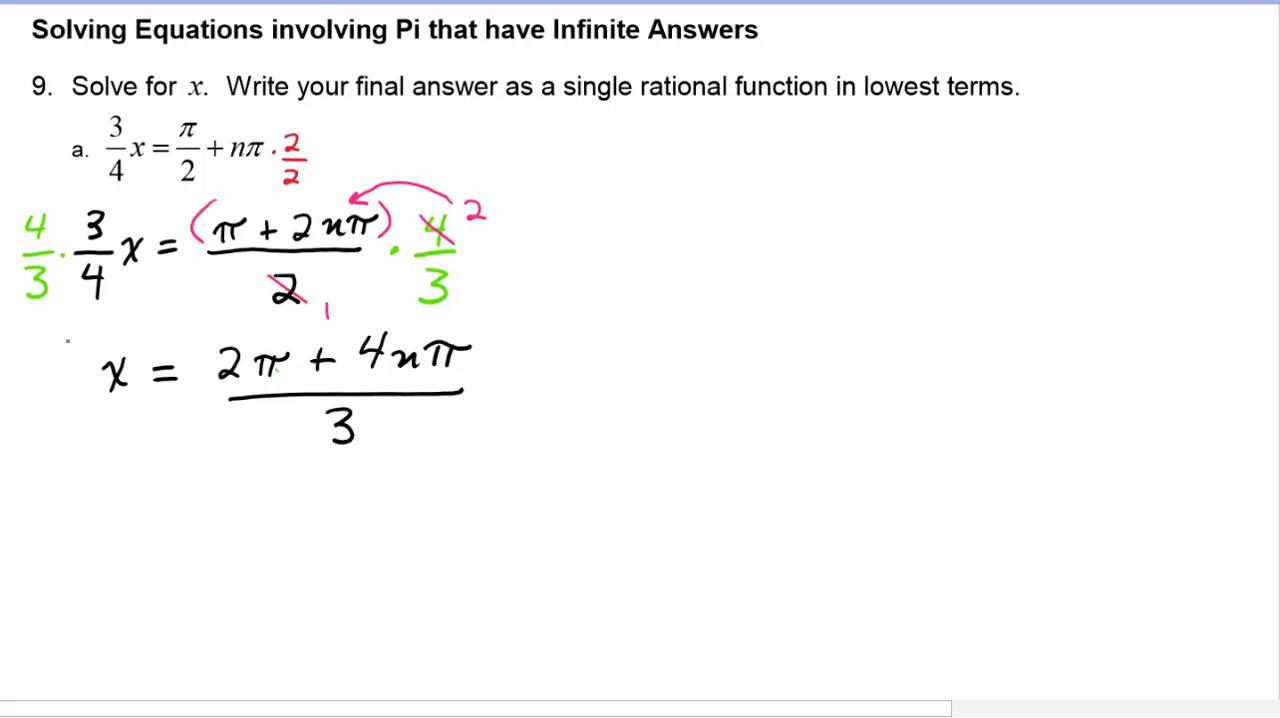 Solving Equations involving Pi that have Infinite Answers
9. Solve for x. Write your final answer as a single rational function in lowest terms.
a. 3/4 x = π/2 + nπ · 2/2
4/3 · 3/4 x = (π + 2nπ)/2 1 · 4/3 2
x = (2π + 4nπ)/3